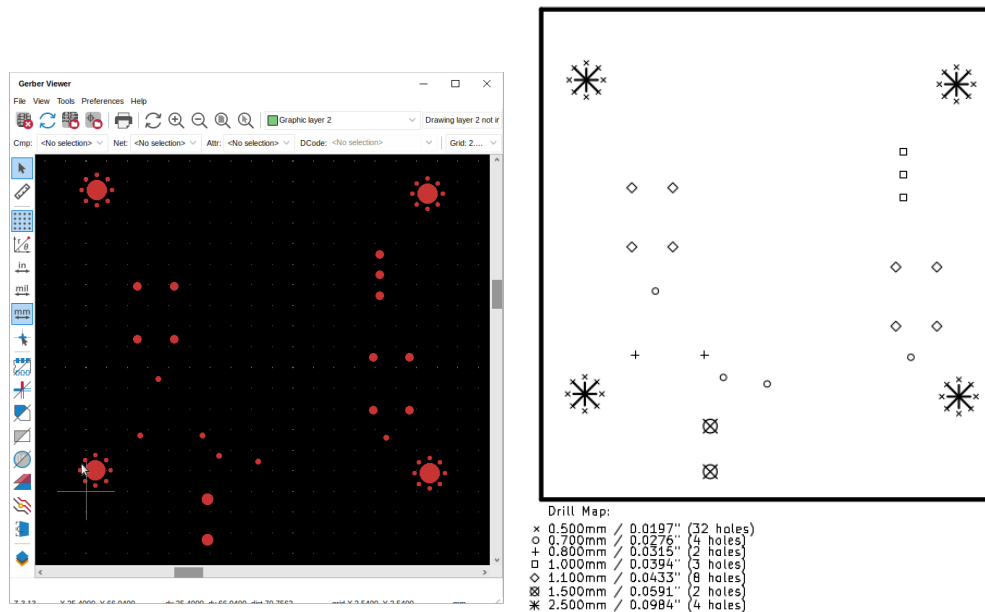 Gerber Viewer
File View Tools Preferences Help
Graphic layer 2
Drawing layer 2 not ir
Cmp: <No selection> Net: <No selection> Attr: <No selection> DCode: <No selection> Grid: 2....
in
mil
mm
Drill Map:
0.500mm / 0.0197" (32 holes)
0.700mm / 0.0276" (4 holes)
0.800mm / 0.0315" (2 holes)
1.000mm / 0.0394" (3 holes)
1.100mm / 0.0433" (8 holes)
1.500mm / 0.0591" (2 holes)
2.500mm / 0.0984" (4 holes)